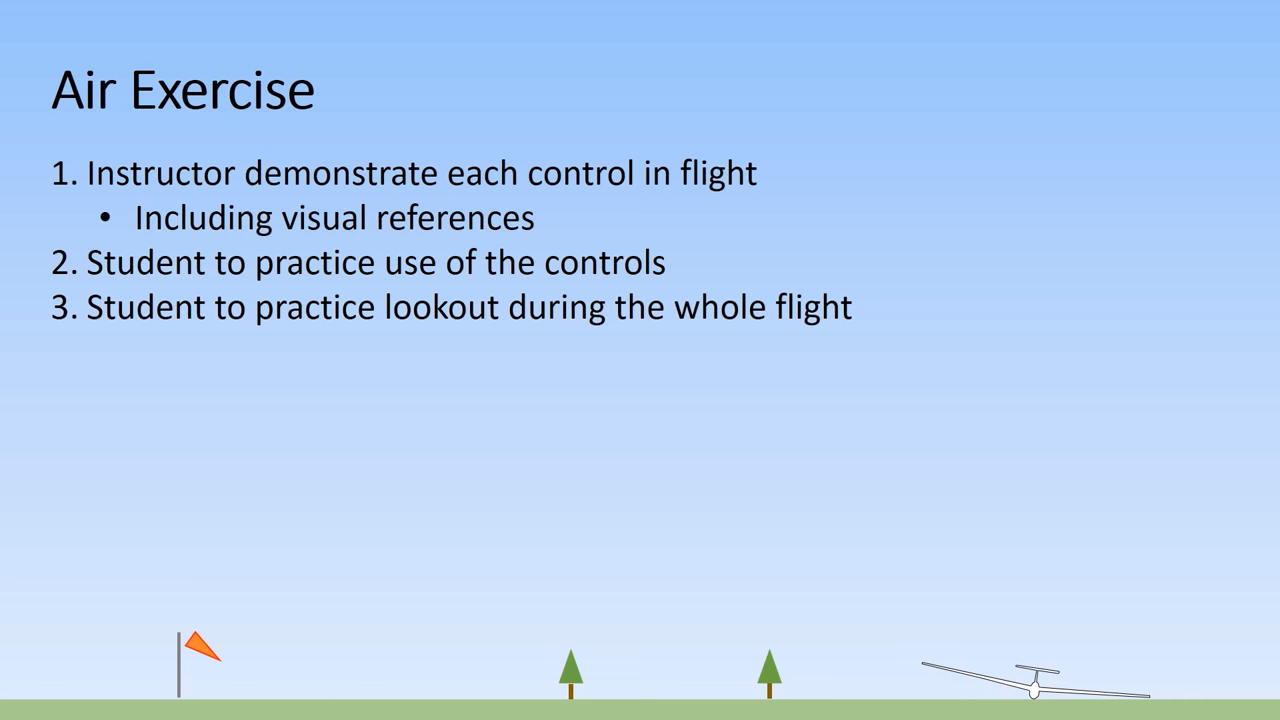 Air Exercise
1. Instructor demonstrate each control in flight
• Including visual references
2. Student to practice use of the controls
3. Student to practice lookout during the whole flight